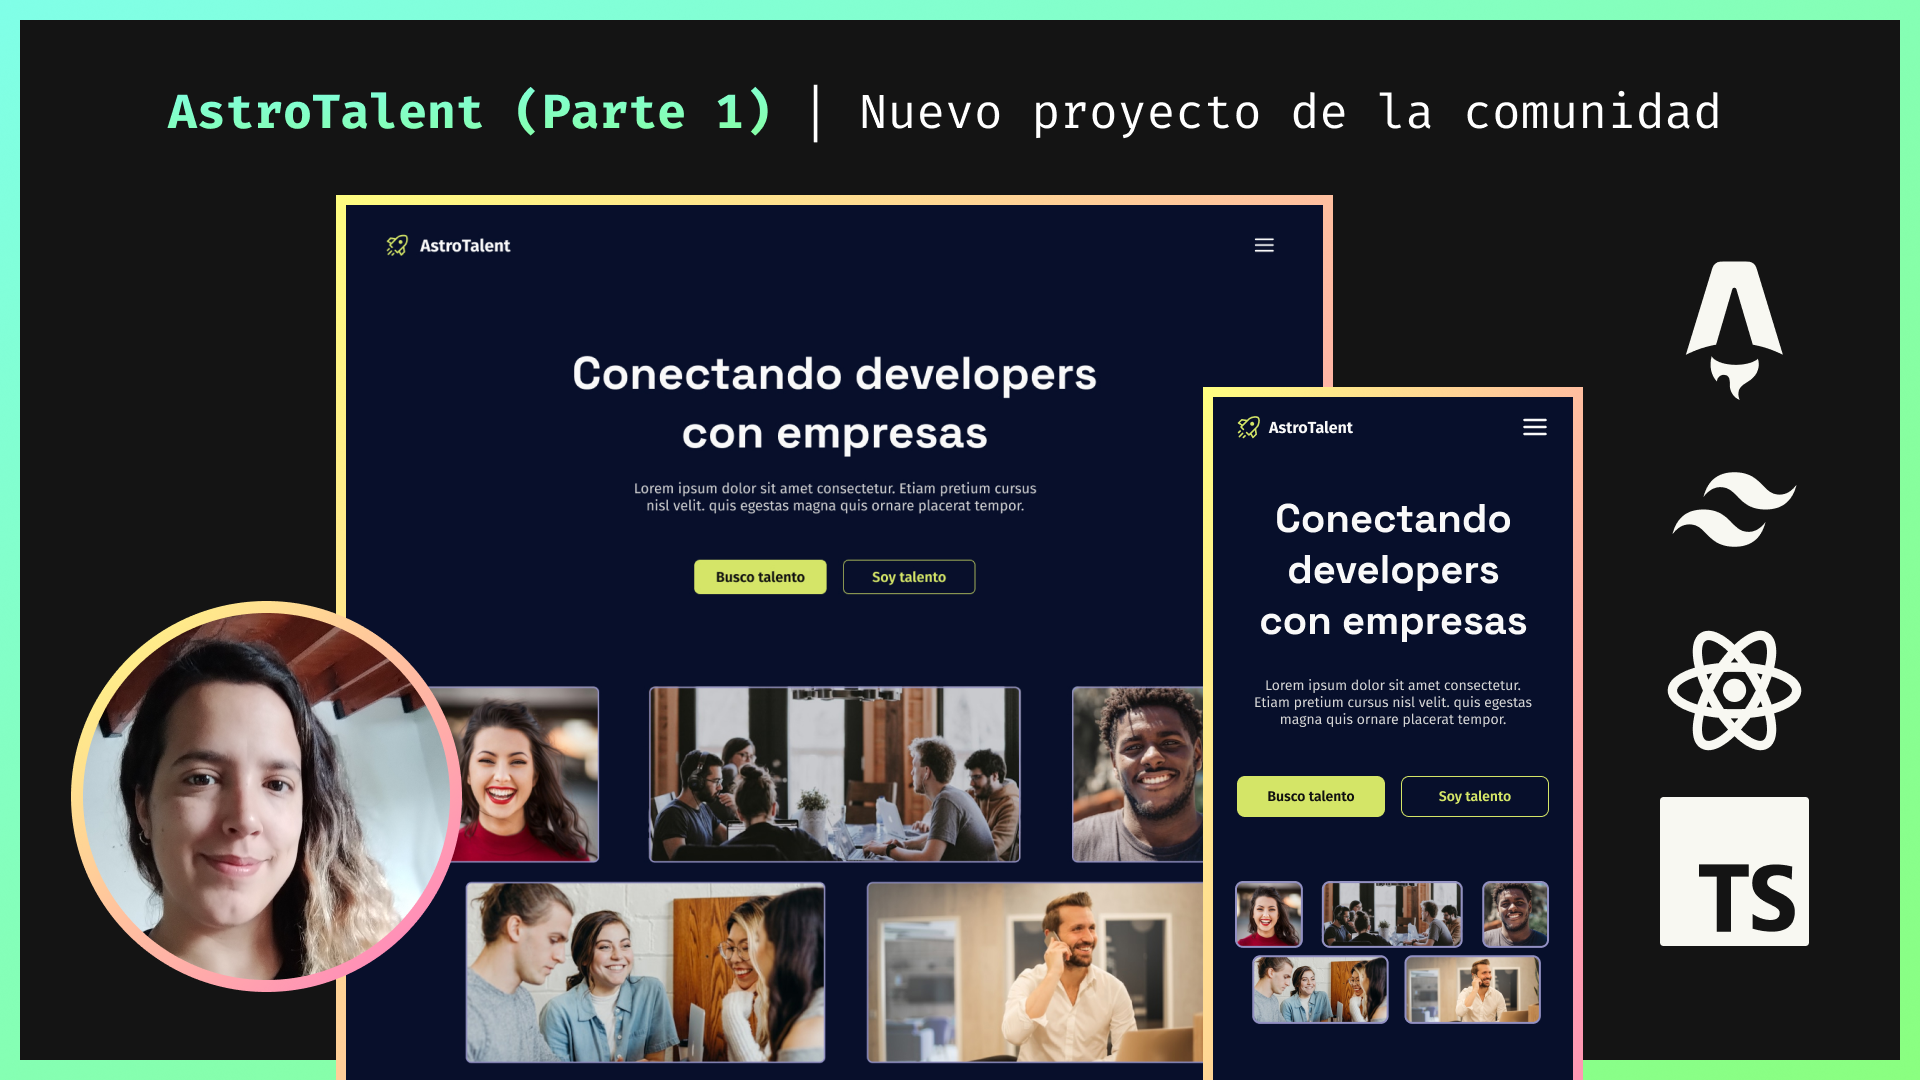 AstroTalent (Parte 1) | Nuevo proyecto de la comunidad
AstroTalent
Conectando developers
con empresas
Lorem ipsum dolor sit amet consectetur. Etiam pretium cursus
nisl velit. quis egestas magna quis ornare placerat tempor.
Busco talento
Soy talento
AstroTalent
Conectando
developers
con empresas
Lorem ipsum dolor sit amet consectetur.
Etiam pretium cursus nisl velit. quis egestas
magna quis ornare placerat tempor.
Busco talento
Soy talento
TS